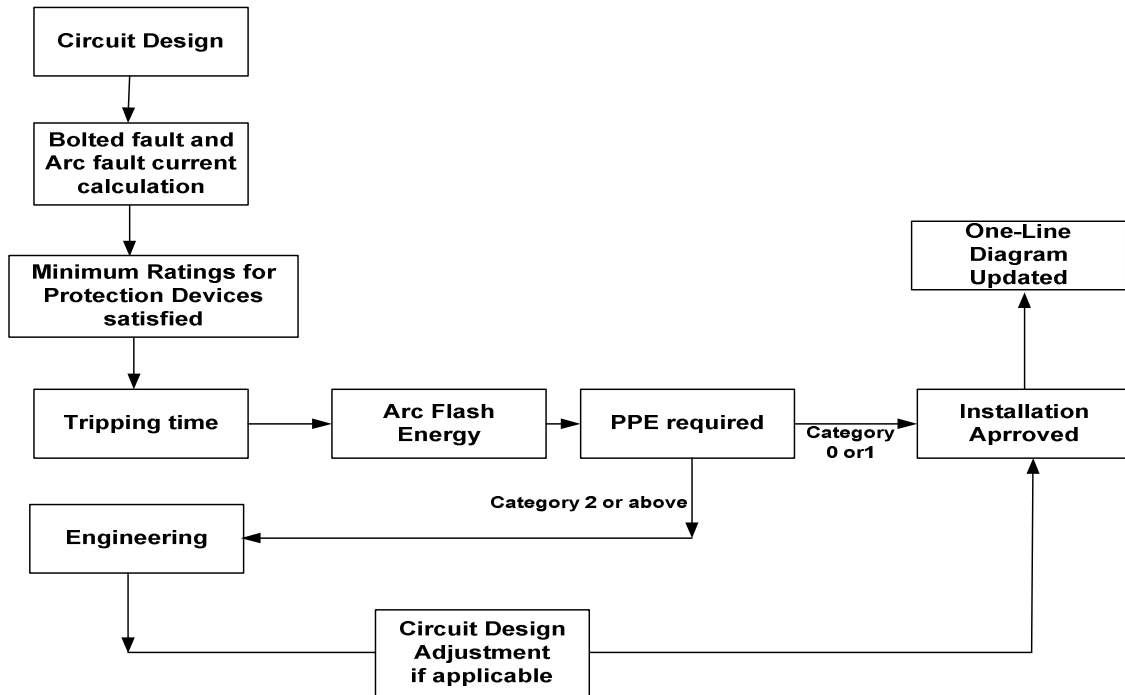 Circuit Design
Bolted fault and
Arc fault current
calculation
Minimum Ratings for
Protection Devices
satisfied
One-Line
Diagram
Updated
Tripping time
Arc Flash
Energy
PPE required
Category
0 or1
Installation
Aprroved
Category 2 or above
Engineering
Circuit Design
Adjustment
if applicable